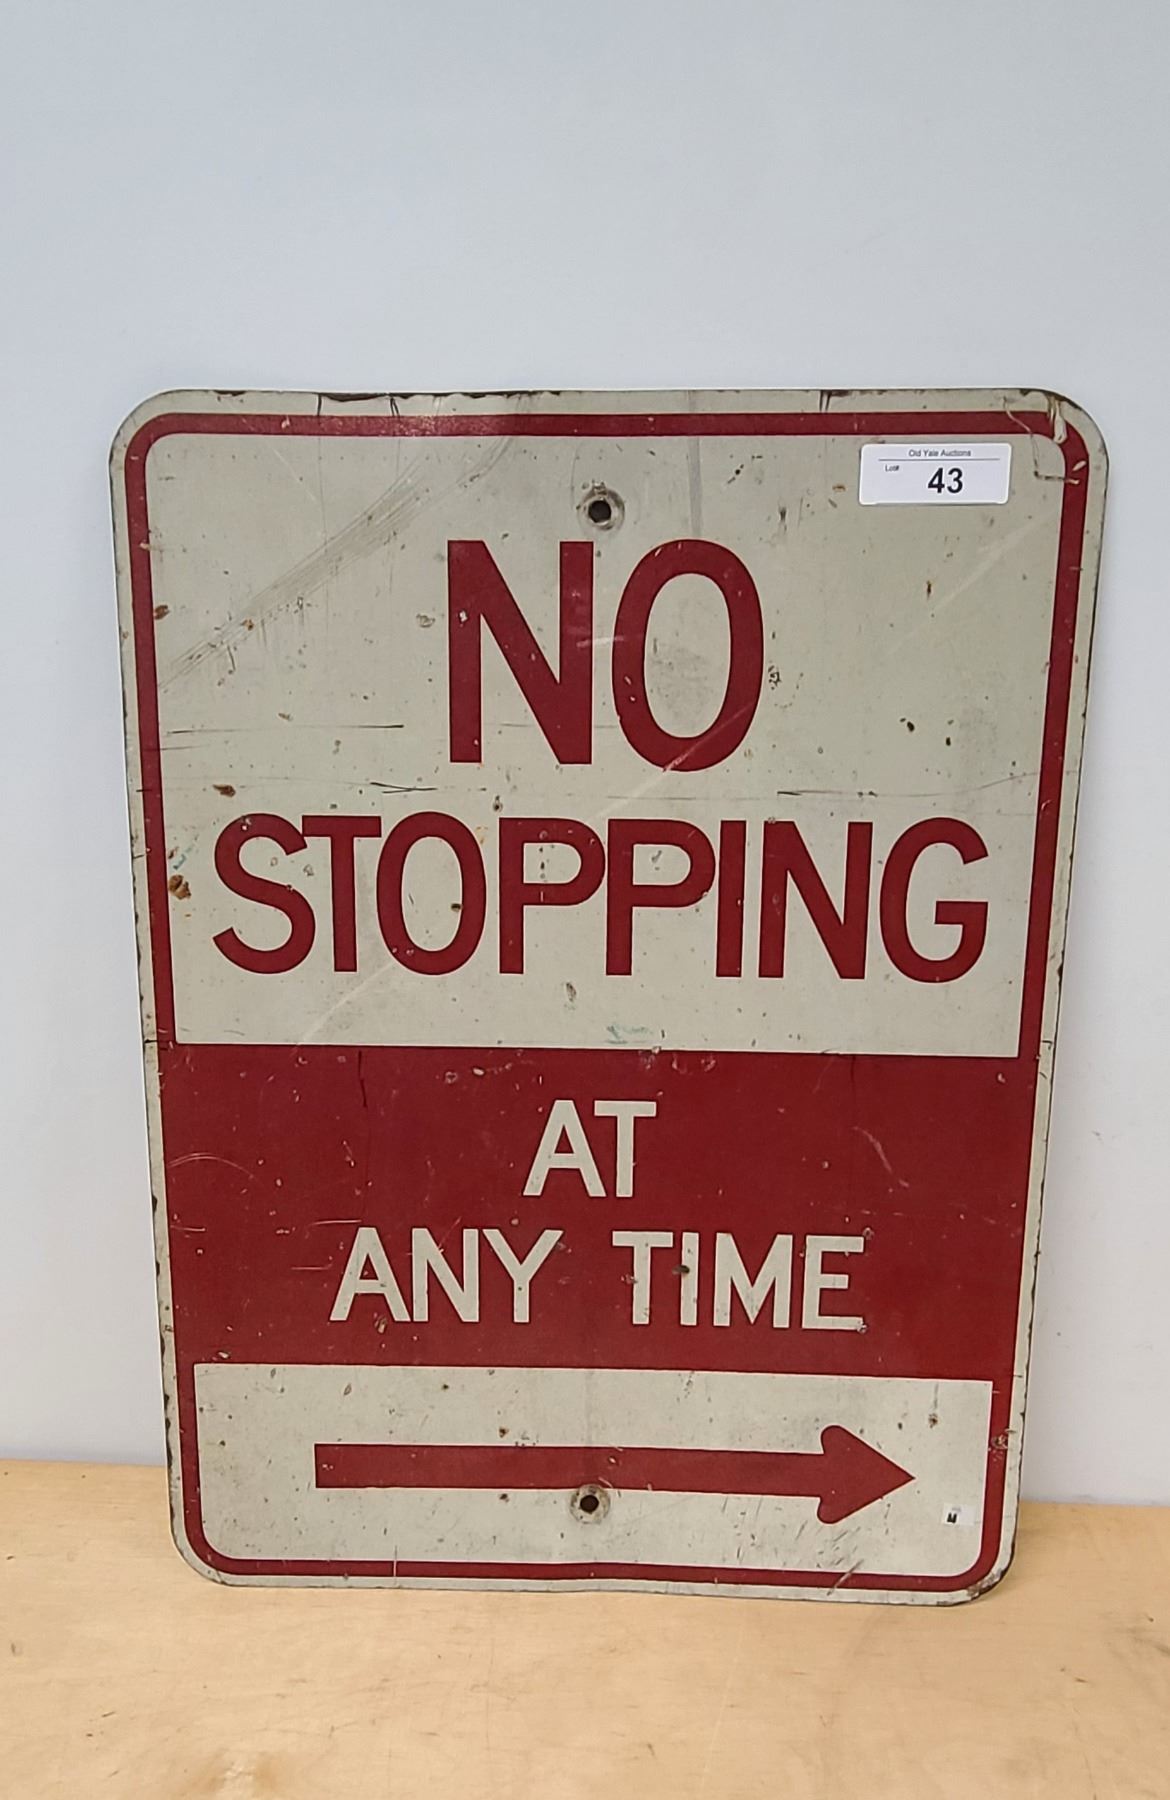 Old Yale Auctions
Lot#
43
NO
STOPPING
AT
ANY TIME